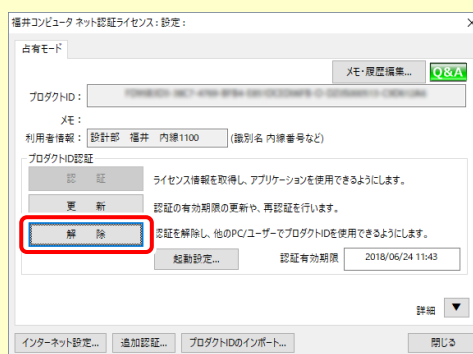 福井コンピュータ ネット認証ライセンス : 設定 :
占有モード
メモ・履歴編集... Q&A
プロダクトID :
メモ :
利用者情報 : 設計部 福井 内線1100 (識別名 内線番号など)
プロダクトID認証
認 証 ライセンス情報を取得し、アプリケーションを使用できるようにします。
更 新 認証の有効期限の更新や、再認証を行います。
解 除 認証を解除し、他のPC/ユーザーでプロダクトIDを使用できるようにします。
起動設定... 認証有効期限 2018/06/24 11:43
詳細 ▼
インターネット設定... 追加認証... プロダクトIDのインポート... 閉じる